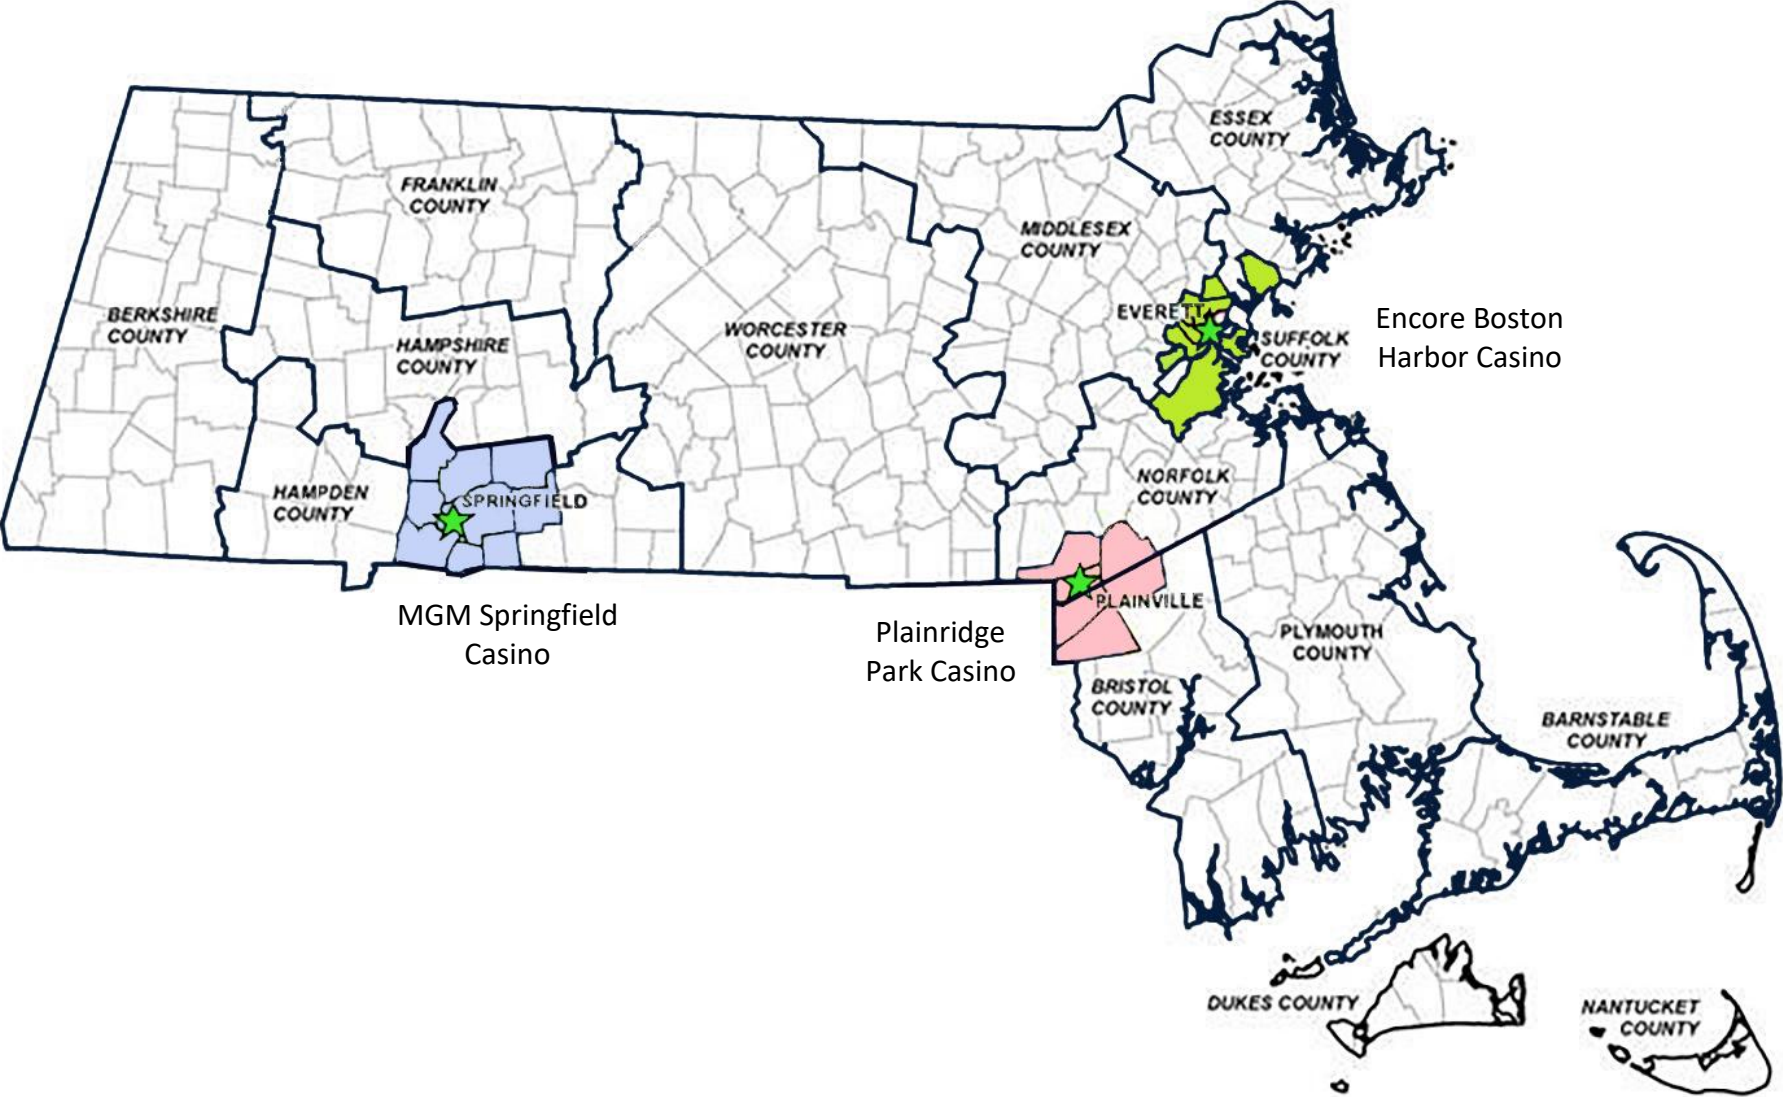 ESSEX
COUNTY
FRANKLIN
COUNTY
MIDDLESEX
COUNTY
BERKSHIRE
COUNTY
EVERETT
Encore Boston
Harbor Casino
WORCESTER
COUNTY
HAMPSHIRE
COUNTY
SUFFOLK
COUNTY
HAMPDEN
COUNTY
SPRINGFIELD
NORFOLK
COUNTY
MGM Springfield
Casino
Plainridge
Park Casino
PLAINVILLE
PLYMOUTH
COUNTY
BRISTOL
COUNTY
BARNSTABLE
COUNTY
DUKES COUNTY
NANTUCKET
COUNTY